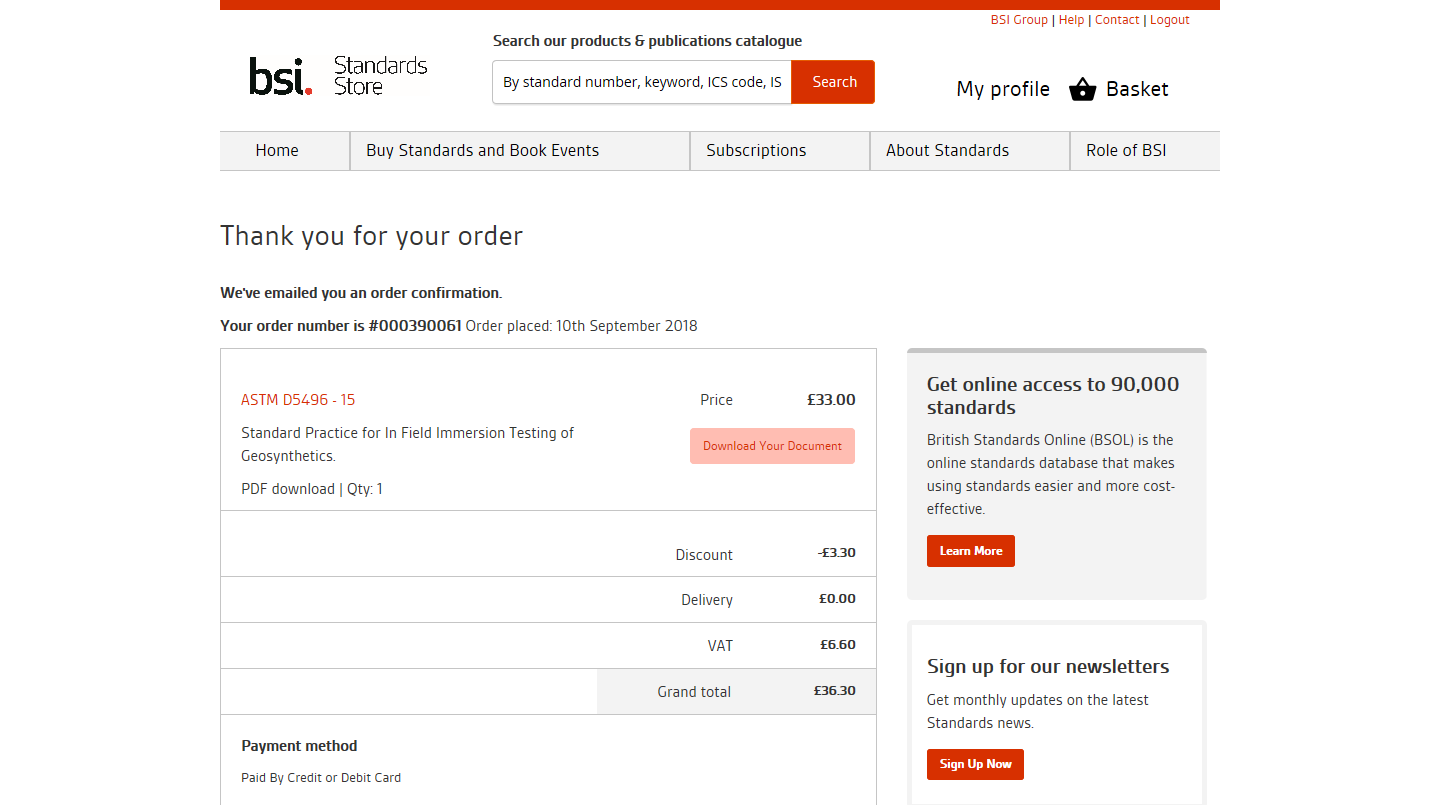 BSI Group | Help | Contact | Logout
Search our products & publications catalogue
bsi. Standards
Store
By standard number, keyword, ICS code, IS
Search
My profile
Basket
Home
Buy Standards and Book Events
Subscriptions
About Standards
Role of BSI
Thank you for your order
We've emailed you an order confirmation.
Your order number is #000390061 Order placed: 10th September 2018
ASTM D5496 - 15
Price £33.00
Standard Practice for In Field Immersion Testing of
Geosynthetics.
Download Your Document
PDF download | Qty: 1
Discount -£3.30
Delivery £0.00
VAT £6.60
Grand total £36.30
Payment method
Paid By Credit or Debit Card
Get online access to 90,000
standards
British Standards Online (BSOL) is the
online standards database that makes
using standards easier and more cost-
effective.
Learn More
Sign up for our newsletters
Get monthly updates on the latest
Standards news.
Sign Up Now